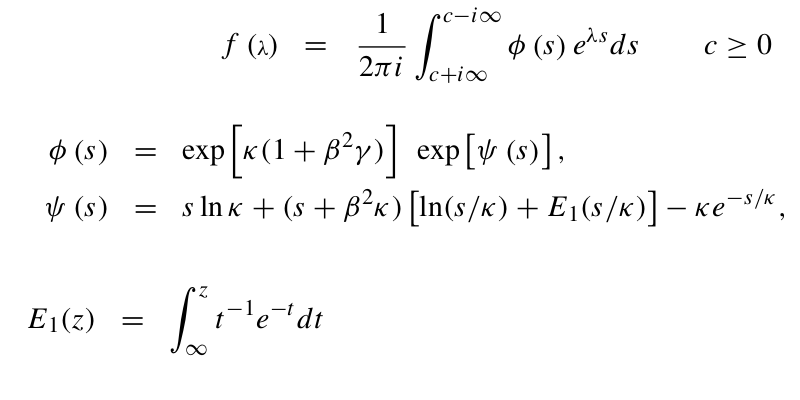 f (λ) = 1/(2πi) ∫_{c+i∞}^{c−i∞} φ (s) e^{λs} ds c ≥ 0
φ (s) = exp[κ(1 + β²γ)] exp[ψ (s)],
ψ (s) = s ln κ + (s + β²κ) [ln(s/κ) + E₁(s/κ)] − κe^{−s/κ},
E₁(z) = ∫_{∞}^{z} t^{−1} e^{−t} dt